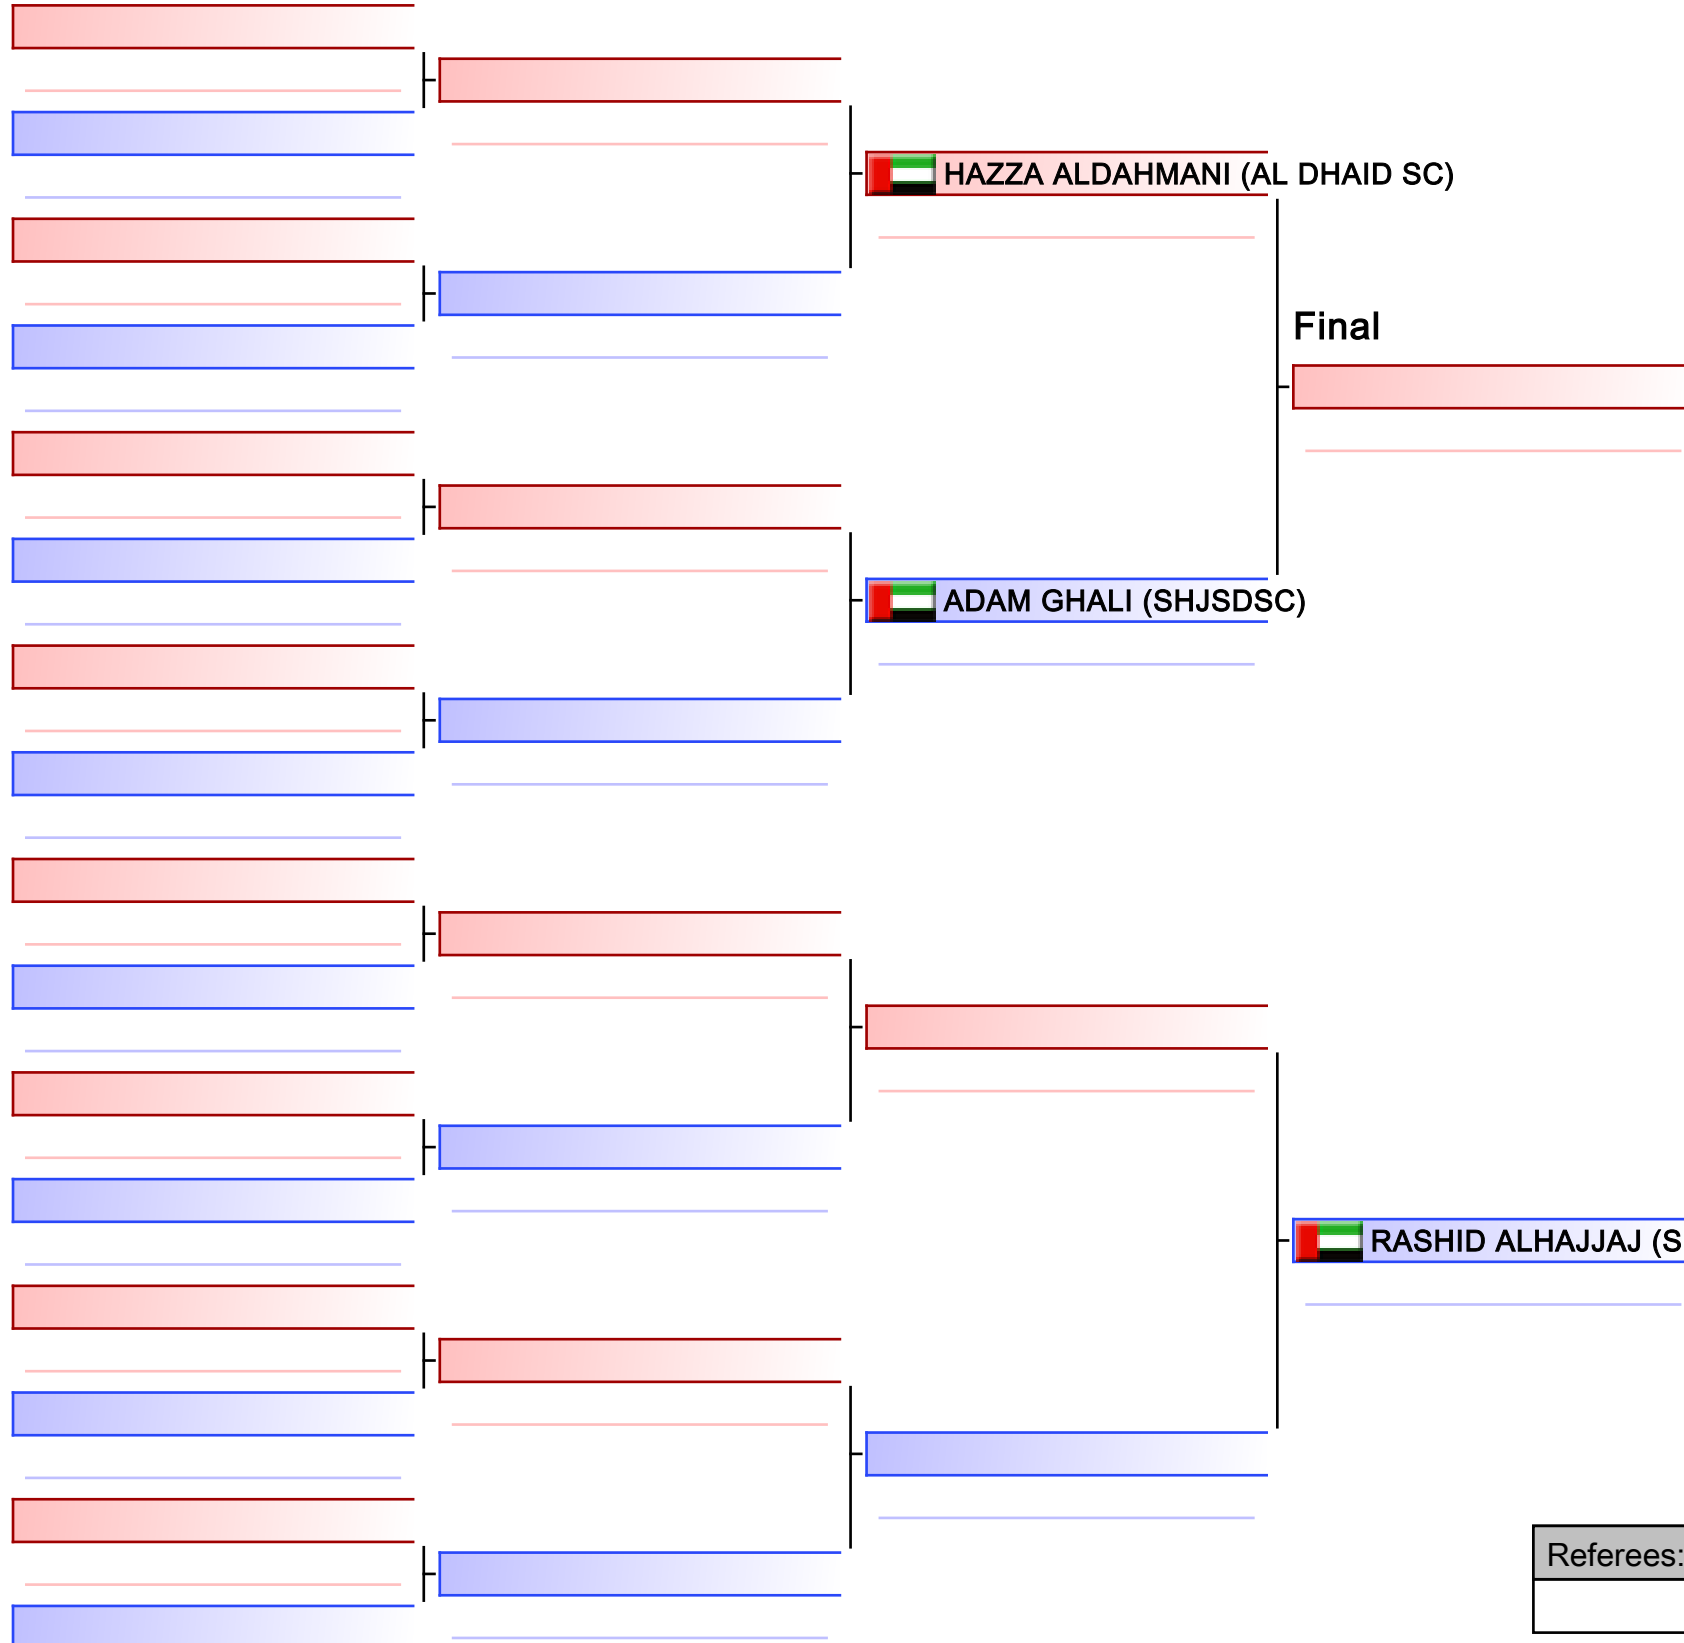 HAZZA ALDAHMANI (AL DHAID SC)
Final
ADAM GHALI (SHJSDSC)
RASHID ALHAJJAJ (S
Referees: